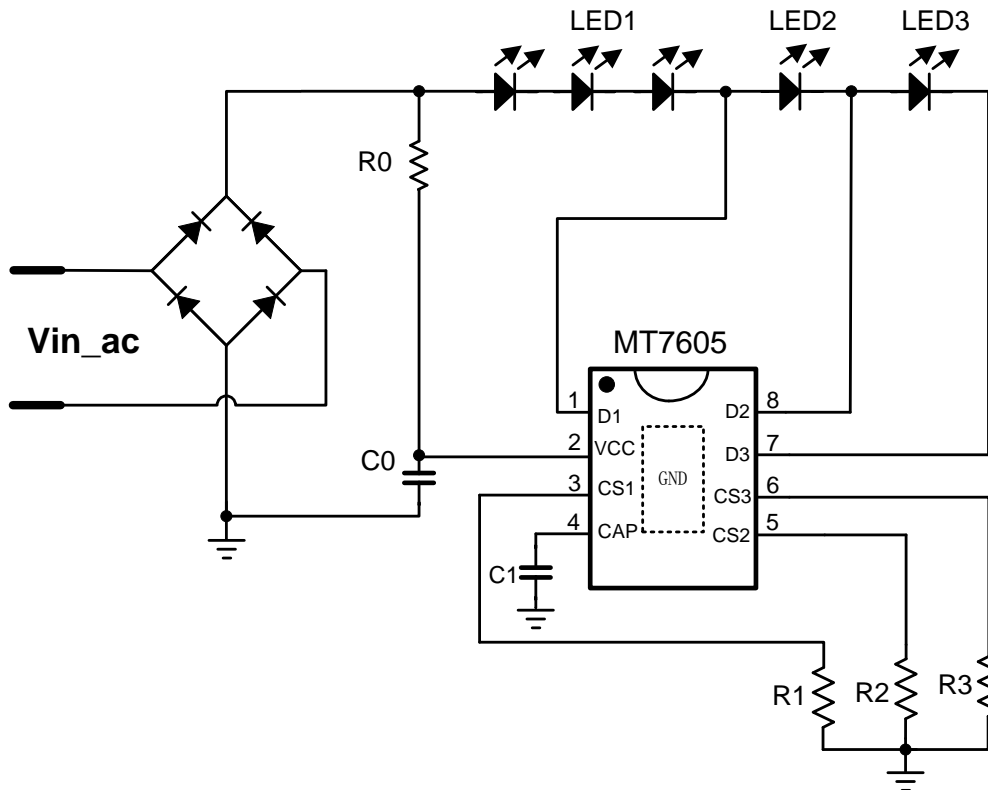 LED1 LED2 LED3
R0
Vin_ac
MT7605
1 D1 D2 8
2 VCC D3 7
C0
3 CS1 GND CS3 6
4 CAP CS2 5
C1
R1 R2 R3